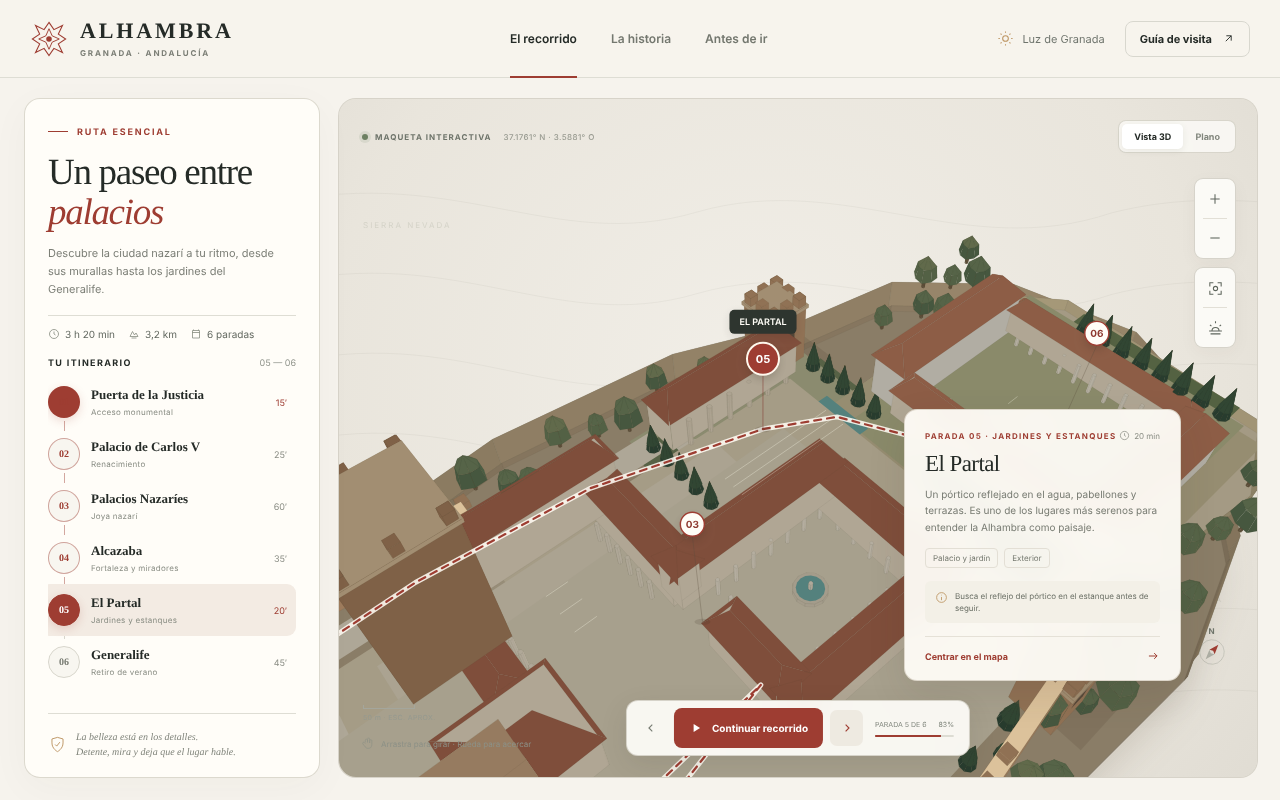 ALHAMBRA
GRANADA · ANDALUCÍA
El recorrido
La historia
Antes de ir
Luz de Granada
Guía de visita
RUTA ESENCIAL
Un paseo entre
palacios
Descubre la ciudad nazarí a tu ritmo, desde
sus murallas hasta los jardines del
Generalife.
3 h 20 min
3,2 km
6 paradas
TU ITINERARIO
05 — 06
Puerta de la Justicia
Acceso monumental
15′
02
Palacio de Carlos V
Renacimiento
25′
03
Palacios Nazaríes
Joya nazarí
60′
04
Alcazaba
Fortaleza y miradores
35′
05
El Partal
Jardines y estanques
20′
06
Generalife
Retiro de verano
45′
La belleza está en los detalles.
Detente, mira y deja que el lugar hable.
MAQUETA INTERACTIVA
37.1761° N · 3.5881° O
Vista 3D
Plano
SIERRA NEVADA
EL PARTAL
05
06
03
PARADA 05 · JARDINES Y ESTANQUES
20 min
El Partal
Un pórtico reflejado en el agua, pabellones y
terrazas. Es uno de los lugares más serenos para
entender la Alhambra como paisaje.
Palacio y jardín
Exterior
Busca el reflejo del pórtico en el estanque antes de
seguir.
Centrar en el mapa
N
Arrastra para girar · Rueda para acercar
Continuar recorrido
PARADA 5 DE 6
83%